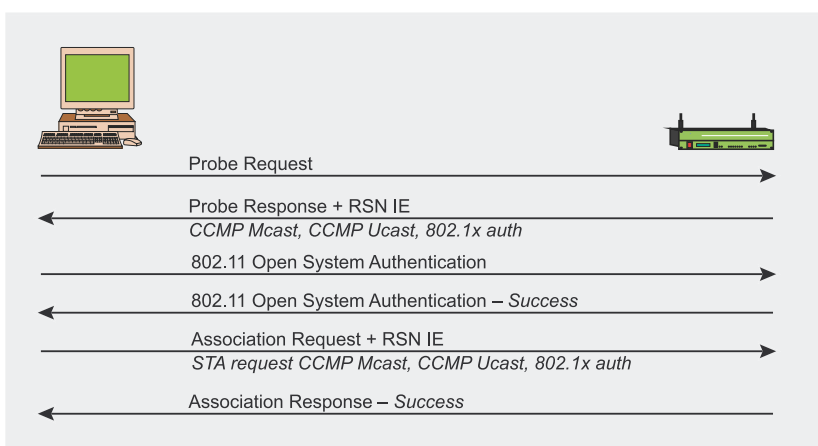 Probe Request
Probe Response + RSN IE
CCMP Mcast, CCMP Ucast, 802.1x auth
802.11 Open System Authentication
802.11 Open System Authentication – Success
Association Request + RSN IE
STA request CCMP Mcast, CCMP Ucast, 802.1x auth
Association Response – Success